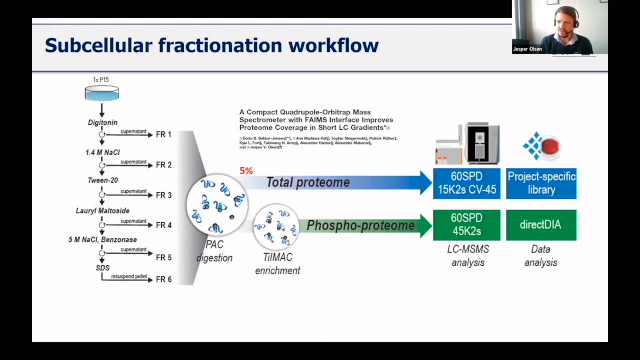 Subcellular fractionation workflow
Jesper Olsen
1x P15
Digitonin
supernatant
FR 1
1.4 M NaCl
supernatant
FR 2
Tween-20
supernatant
FR 3
Lauryl Maltoside
supernatant
FR 4
5 M NaCl, Benzonase
supernatant
FR 5
SDS
resuspend pellet
FR 6
PAC
digestion
A Compact Quadrupole-Orbitrap Mass
Spectrometer with FAIMS Interface Improves
Proteome Coverage in Short LC Gradients
5%
Total proteome
TiIMAC
enrichment
Phospho-proteome
60SPD
15K2s CV-45
60SPD
45K2s
LC-MSMS
analysis
Project-specific
library
directDIA
Data
analysis